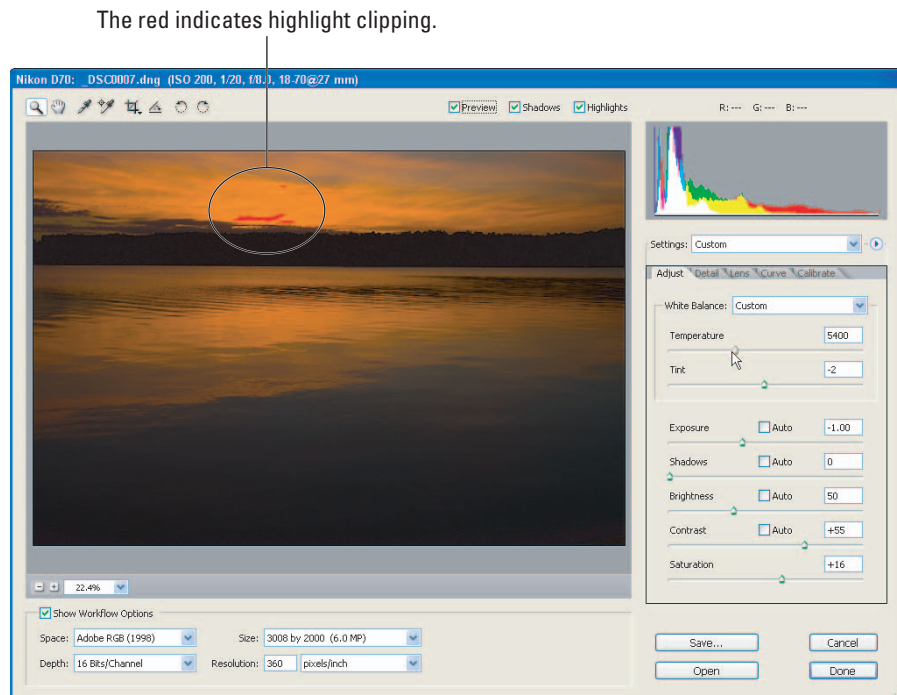 The red indicates highlight clipping.
Nikon D70: _DSC0007.dng (ISO 200, 1/20, f/8.0, 18-70@27 mm)
Preview Shadows Highlights R: --- G: --- B: ---
Settings: Custom
Adjust Detail Lens Curve Calibrate
White Balance: Custom
Temperature 5400
Tint -2
Exposure Auto -1.00
Shadows Auto 0
Brightness Auto 50
Contrast Auto +55
Saturation +16
22.4%
Show Workflow Options
Space: Adobe RGB (1998) Size: 3008 by 2000 (6.0 MP)
Depth: 16 Bits/Channel Resolution: 360 pixels/inch
Save... Cancel
Open Done